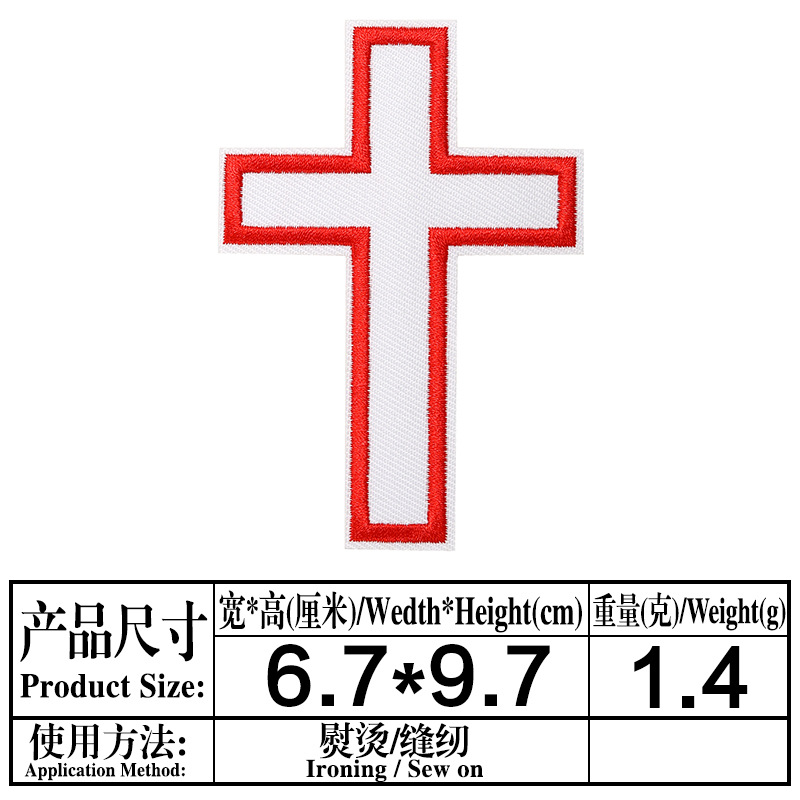 产品尺寸
Product Size:
宽*高(厘米)/Wedth*Height(cm)
重量(克)/Weight(g)
6.7*9.7
1.4
使用方法:
Application Method:
熨烫/缝纫
Ironing / Sew on